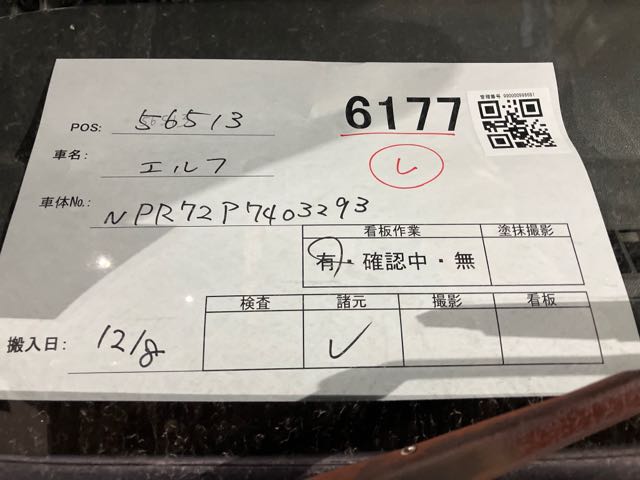 6177
管理番号 990000999681
POS: 56513
車名: エルフ
レ
車体No.: NPR72P7403293
看板作業 塗抹撮影
有・確認中・無
検査 諸元 撮影 看板
搬入日: 12/8
✓